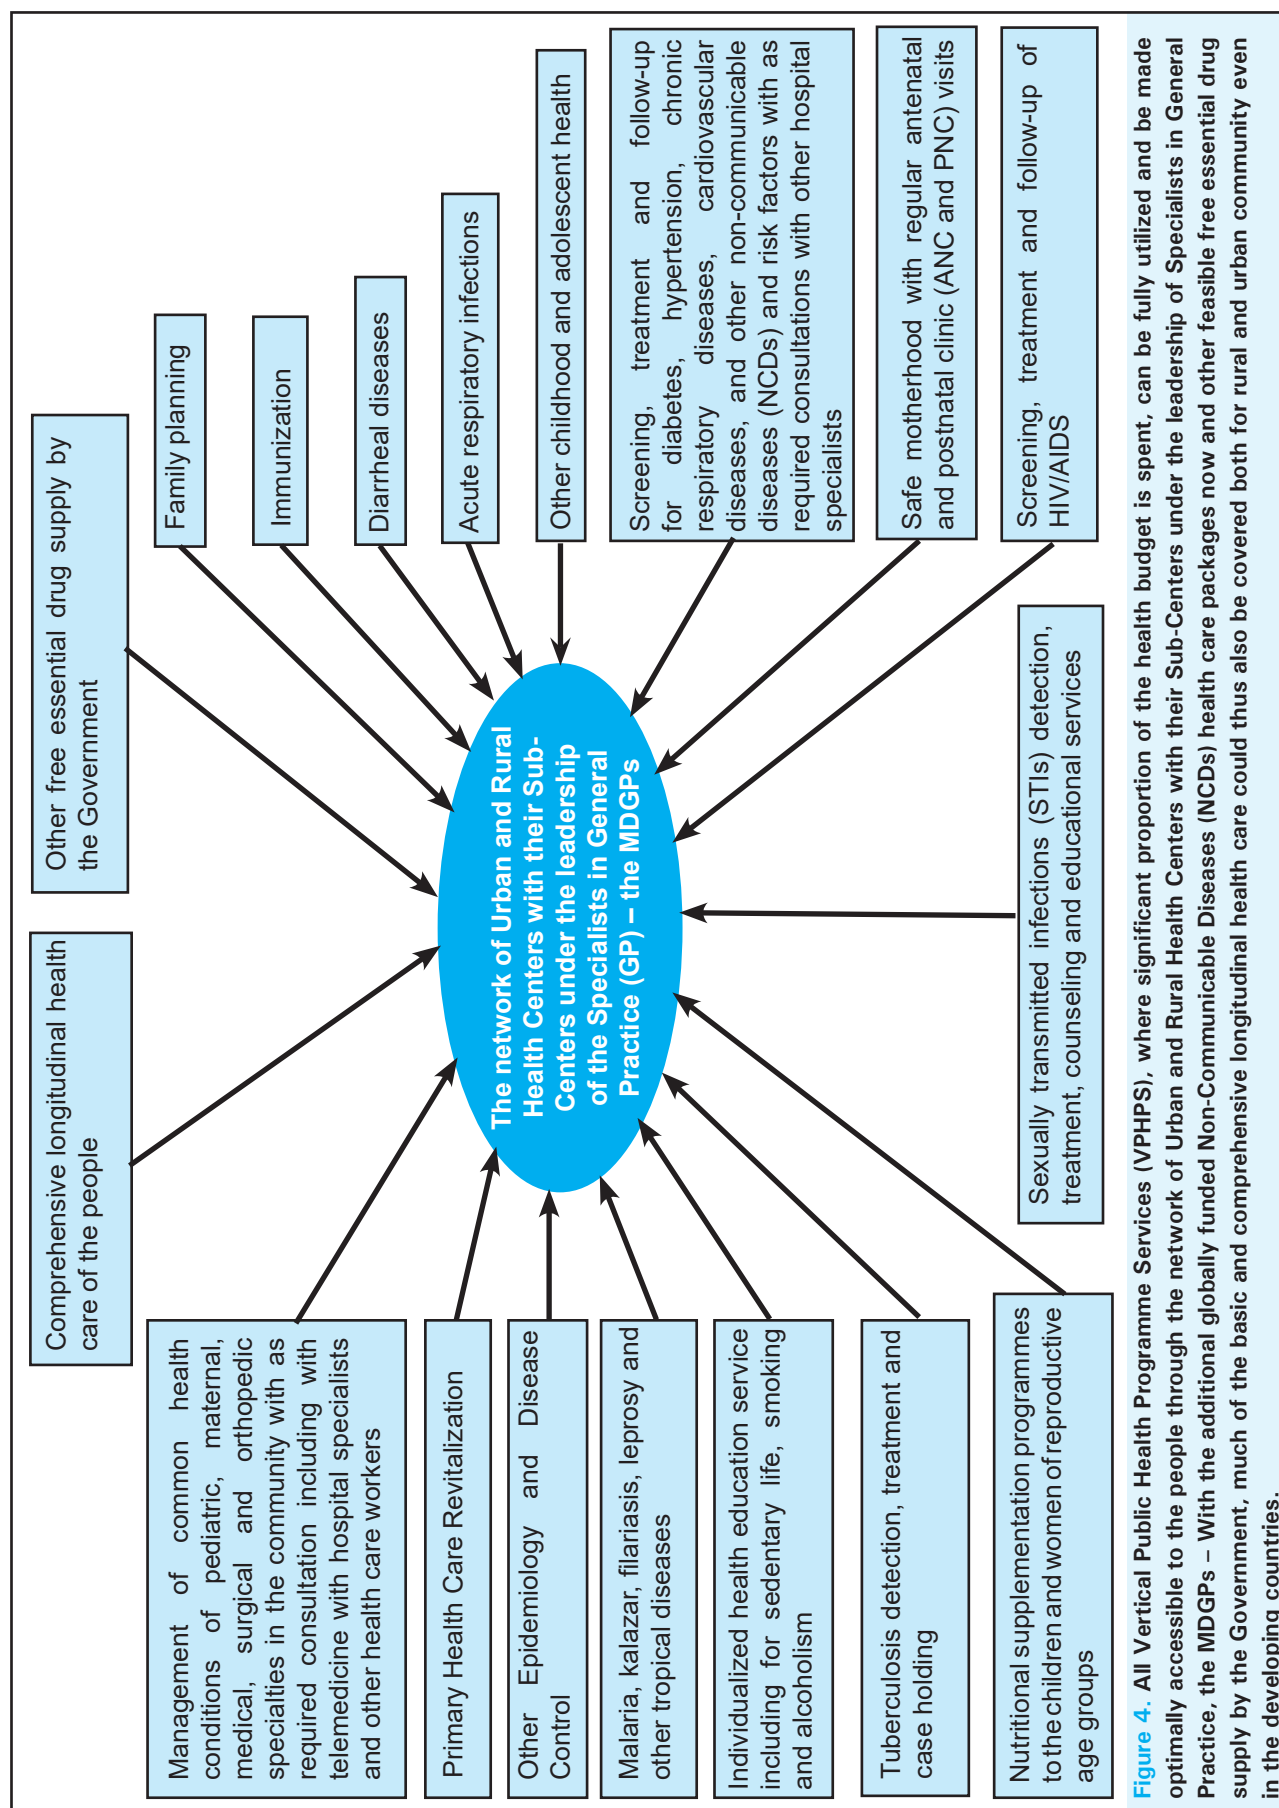 Comprehensive longitudinal health
care of the people
Other free essential drug supply by
the Government
Management of common health
conditions of pediatric, maternal,
medical, surgical and orthopedic
specialties in the community with as
required consultation including with
telemedicine with hospital specialists
and other health care workers
Primary Health Care Revitalization
Other Epidemiology and Disease
Control
Malaria, kalazar, filariasis, leprosy and
other tropical diseases
Individualized health education service
including for sedentary life, smoking
and alcoholism
Tuberculosis detection, treatment and
case holding
Nutritional supplementation programmes
to the children and women of reproductive
age groups
The network of Urban and Rural
Health Centers with their Sub-
Centers under the leadership
of the Specialists in General
Practice (GP) – the MDGPs
Family planning
Immunization
Diarrheal diseases
Acute respiratory infections
Other childhood and adolescent health
Screening, treatment and follow-up
for diabetes, hypertension, chronic
respiratory diseases, cardiovascular
diseases, and other non-communicable
diseases (NCDs) and risk factors with as
required consultations with other hospital
specialists
Safe motherhood with regular antenatal
and postnatal clinic (ANC and PNC) visits
Screening, treatment and follow-up of
HIV/AIDS
Sexually transmitted infections (STIs) detection,
treatment, counseling and educational services
Figure 4. All Vertical Public Health Programme Services (VPHPS), where significant proportion of the health budget is spent, can be fully utilized and be made
optimally accessible to the people through the network of Urban and Rural Health Centers with their Sub-Centers under the leadership of Specialists in General
Practice, the MDGPs – With the additional globally funded Non-Communicable Diseases (NCDs) health care packages now and other feasible free essential drug
supply by the Government, much of the basic and comprehensive longitudinal health care could thus also be covered both for rural and urban community even
in the developing countries.